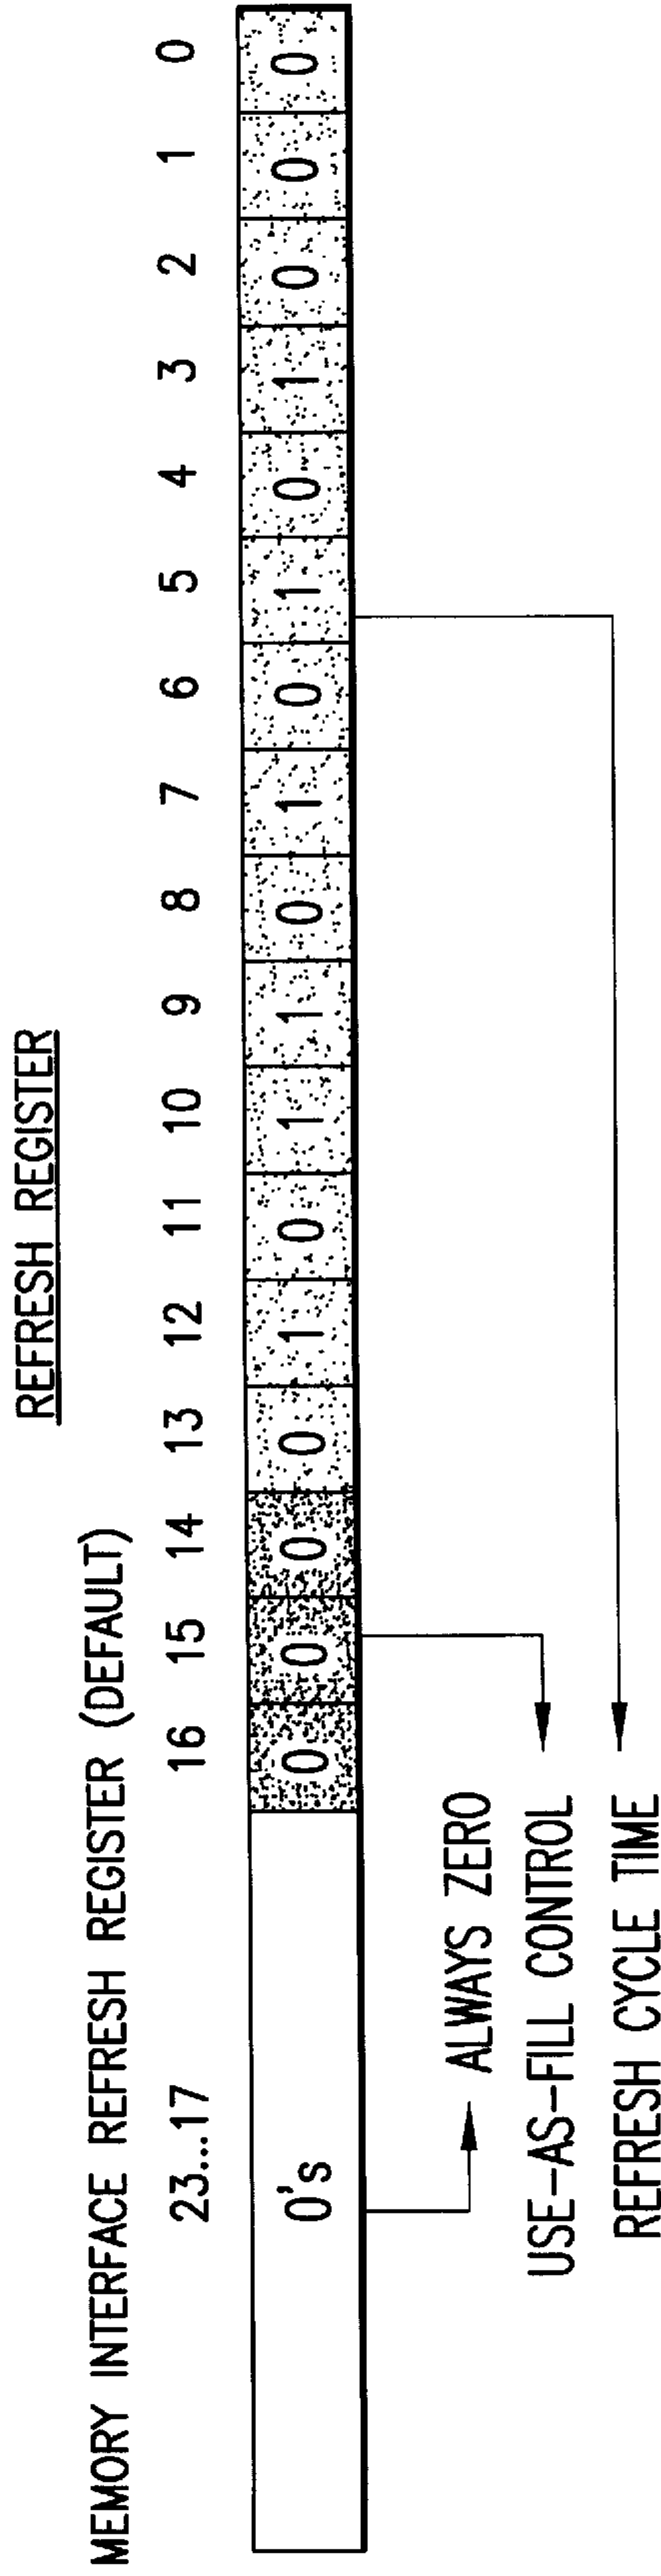 REFRESH REGISTER
MEMORY INTERFACE REFRESH REGISTER (DEFAULT)
23...17 16 15 14 13 12 11 10 9 8 7 6 5 4 3 2 1 0
0's 0 0 0 0 1 0 1 1 0 1 0 1 0 1 0 0 0
ALWAYS ZERO
USE-AS-FILL CONTROL
REFRESH CYCLE TIME